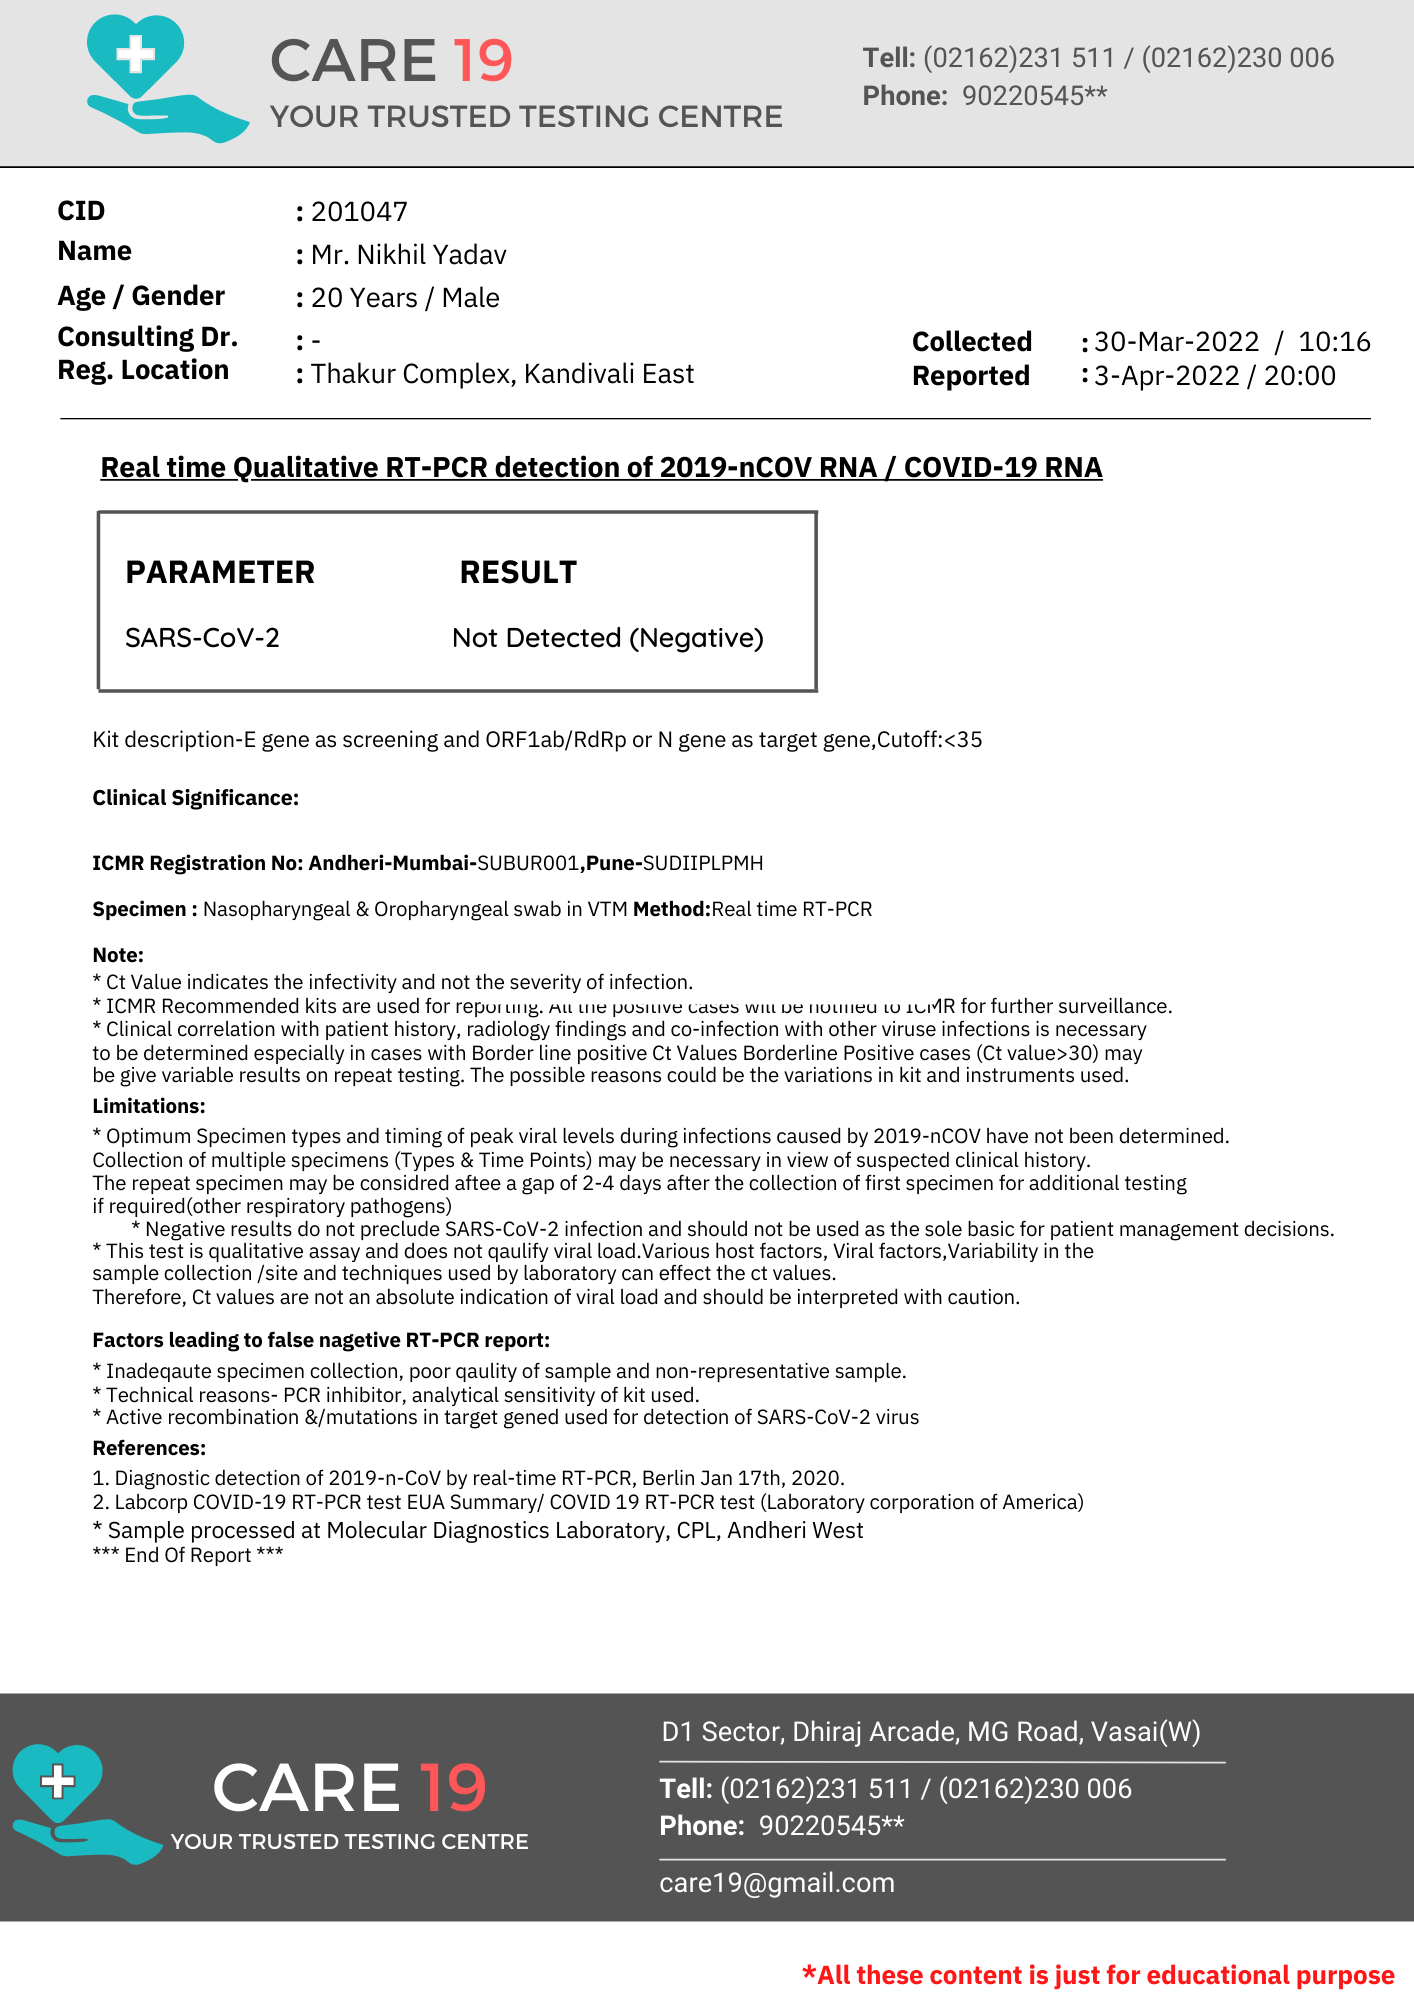 CARE 19
YOUR TRUSTED TESTING CENTRE
Tell: (02162)231 511 / (02162)230 006
Phone: 90220545**
CID : 201047
Name : Mr. Nikhil Yadav
Age / Gender : 20 Years / Male
Consulting Dr. : -
Reg. Location : Thakur Complex, Kandivali East
Collected : 30-Mar-2022 / 10:16
Reported : 3-Apr-2022 / 20:00
Real time Qualitative RT-PCR detection of 2019-nCOV RNA / COVID-19 RNA
PARAMETER RESULT
SARS-CoV-2 Not Detected (Negative)
Kit description-E gene as screening and ORF1ab/RdRp or N gene as target gene,Cutoff:<35
Clinical Significance:
ICMR Registration No: Andheri-Mumbai-SUBUR001,Pune-SUDIIPLPMH
Specimen : Nasopharyngeal & Oropharyngeal swab in VTM Method:Real time RT-PCR
Note:
* Ct Value indicates the infectivity and not the severity of infection.
* ICMR Recommended kits are used for reporting. All the positive cases will be notified to ICMR for further surveillance.
* Clinical correlation with patient history, radiology findings and co-infection with other viruse infections is necessary
to be determined especially in cases with Border line positive Ct Values Borderline Positive cases (Ct value>30) may
be give variable results on repeat testing. The possible reasons could be the variations in kit and instruments used.
Limitations:
* Optimum Specimen types and timing of peak viral levels during infections caused by 2019-nCOV have not been determined.
Collection of multiple specimens (Types & Time Points) may be necessary in view of suspected clinical history.
The repeat specimen may be considred aftee a gap of 2-4 days after the collection of first specimen for additional testing
if required(other respiratory pathogens)
* Negative results do not preclude SARS-CoV-2 infection and should not be used as the sole basic for patient management decisions.
* This test is qualitative assay and does not qaulify viral load.Various host factors, Viral factors,Variability in the
sample collection /site and techniques used by laboratory can effect the ct values.
Therefore, Ct values are not an absolute indication of viral load and should be interpreted with caution.
Factors leading to false nagetive RT-PCR report:
* Inadeqaute specimen collection, poor qaulity of sample and non-representative sample.
* Technical reasons- PCR inhibitor, analytical sensitivity of kit used.
* Active recombination &/mutations in target gened used for detection of SARS-CoV-2 virus
References:
1. Diagnostic detection of 2019-n-CoV by real-time RT-PCR, Berlin Jan 17th, 2020.
2. Labcorp COVID-19 RT-PCR test EUA Summary/ COVID 19 RT-PCR test (Laboratory corporation of America)
* Sample processed at Molecular Diagnostics Laboratory, CPL, Andheri West
*** End Of Report ***
CARE 19
YOUR TRUSTED TESTING CENTRE
D1 Sector, Dhiraj Arcade, MG Road, Vasai(W)
Tell: (02162)231 511 / (02162)230 006
Phone: 90220545**
care19@gmail.com
*All these content is just for educational purpose